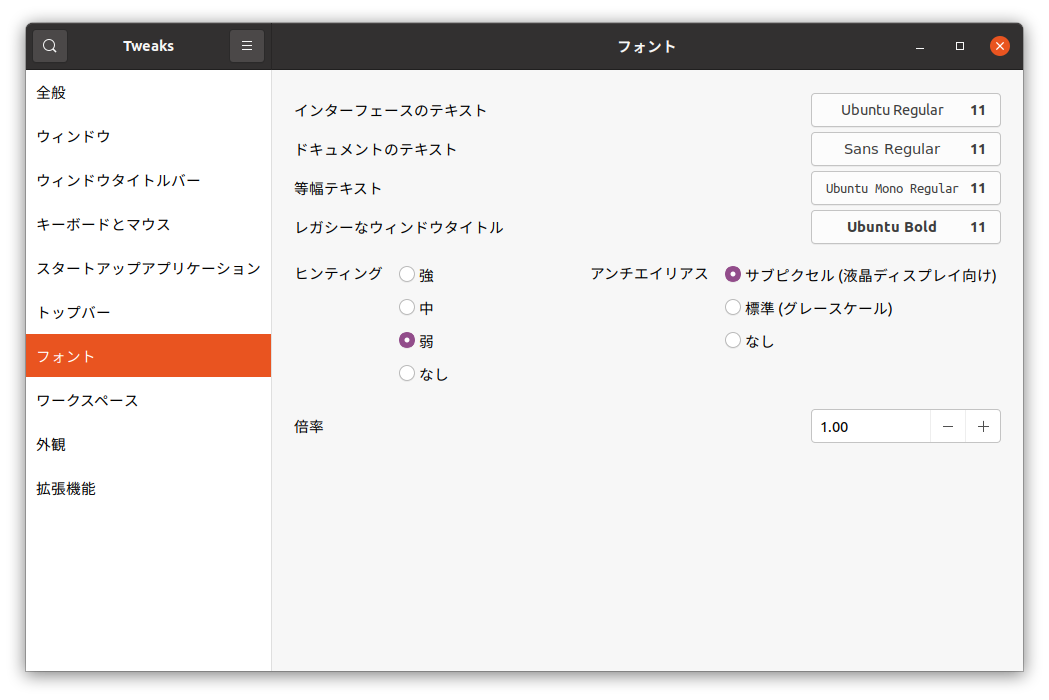 Tweaks
フォント
全般
ウィンドウ
ウィンドウタイトルバー
キーボードとマウス
スタートアップアプリケーション
トップバー
フォント
ワークスペース
外観
拡張機能
インターフェースのテキスト Ubuntu Regular 11
ドキュメントのテキスト Sans Regular 11
等幅テキスト Ubuntu Mono Regular 11
レガシーなウィンドウタイトル Ubuntu Bold 11
ヒンティング 強
中
弱
なし
アンチエイリアス サブピクセル (液晶ディスプレイ向け)
標準 (グレースケール)
なし
倍率 1.00